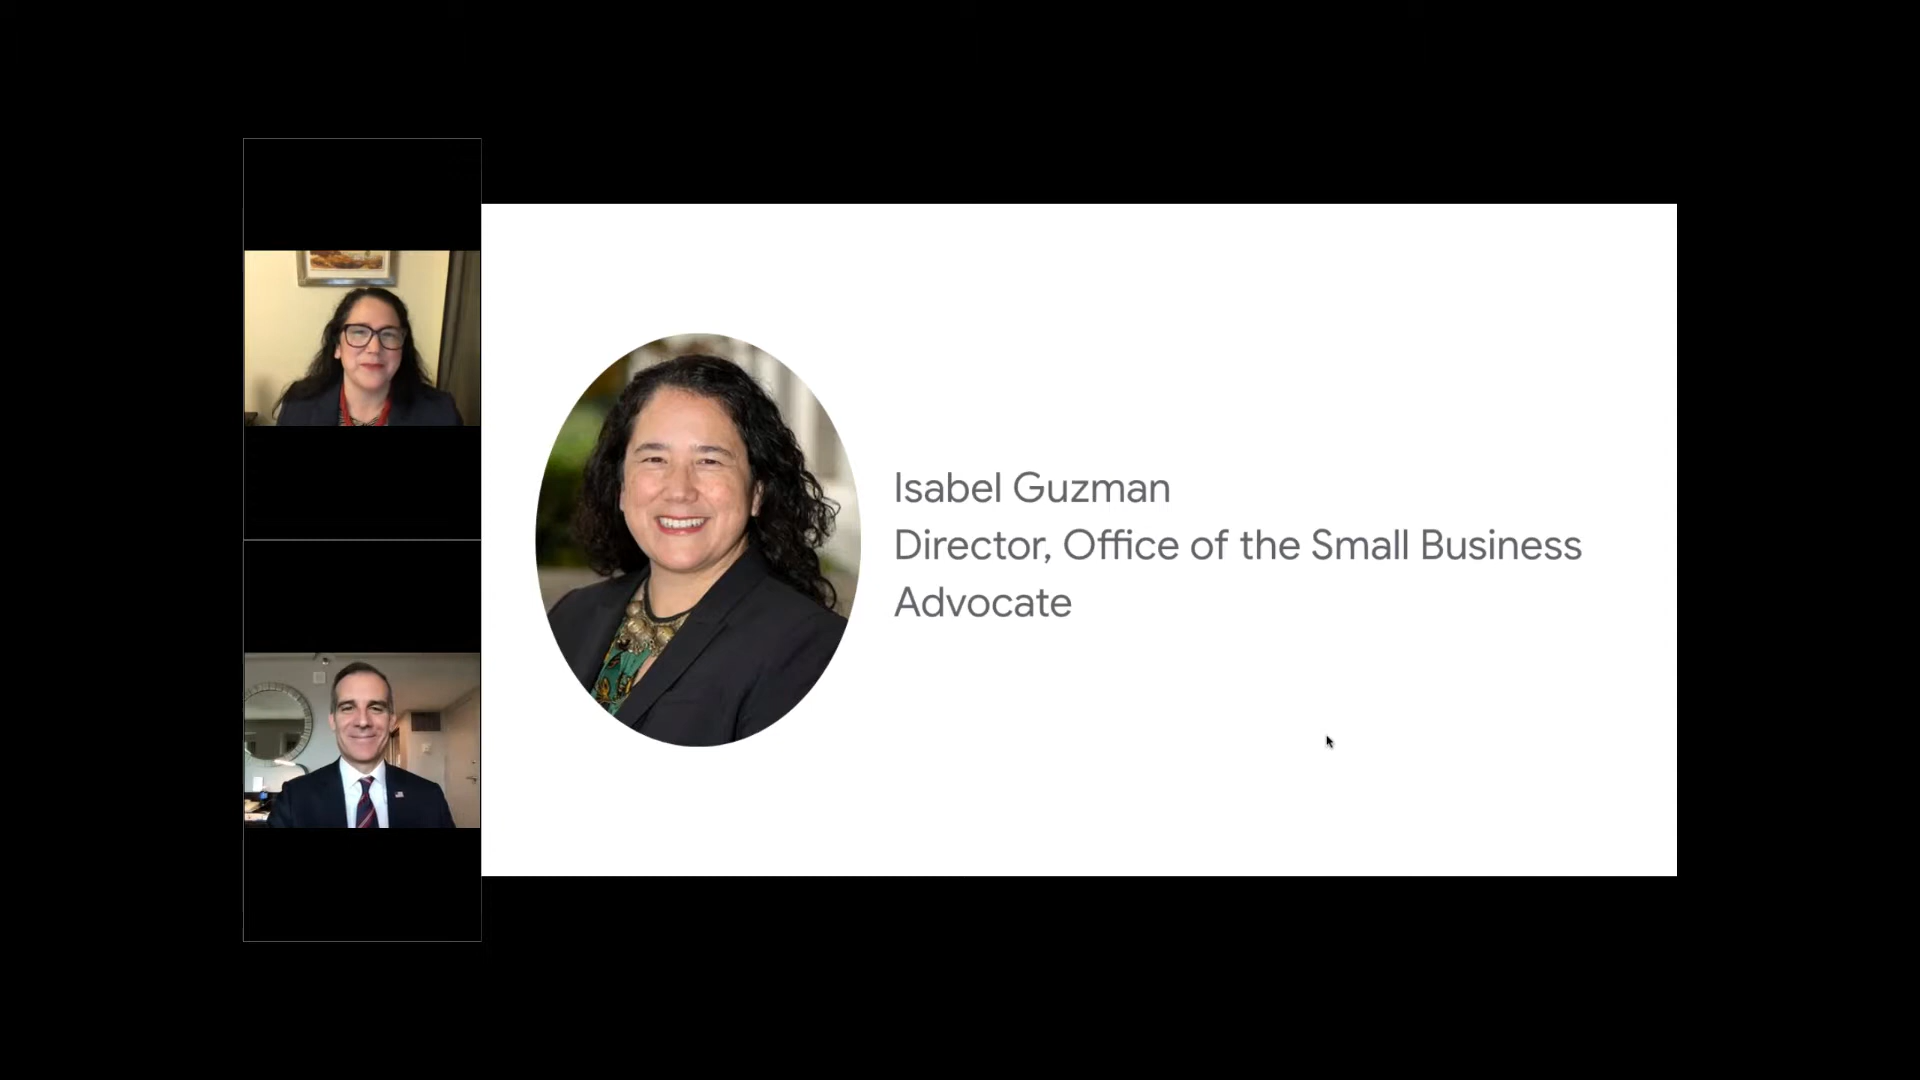 Isabel Guzman
Director, Office of the Small Business
Advocate